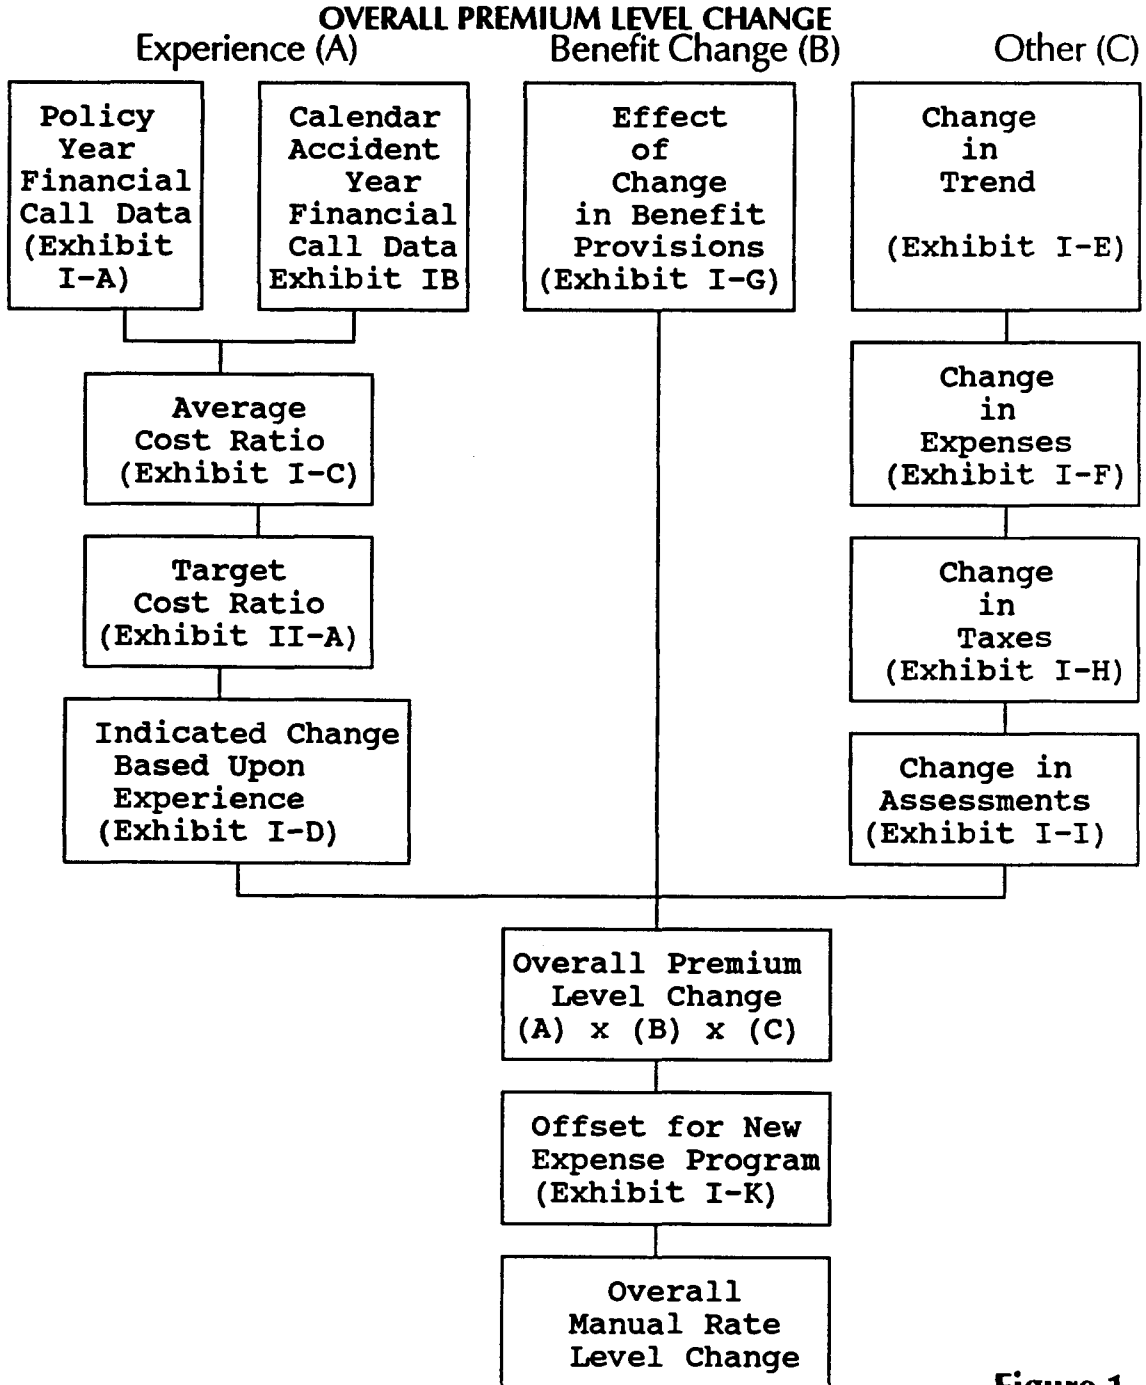 OVERALL PREMIUM LEVEL CHANGE
Experience (A)
Benefit Change (B)
Other (C)
Policy
Year
Financial
Call Data
(Exhibit
I-A)
Calendar
Accident
Year
Financial
Call Data
Exhibit IB
Effect
of
Change
in Benefit
Provisions
(Exhibit I-G)
Change
in
Trend
(Exhibit I-E)
Average
Cost Ratio
(Exhibit I-C)
Change
in
Expenses
(Exhibit I-F)
Target
Cost Ratio
(Exhibit II-A)
Change
in
Taxes
(Exhibit I-H)
Indicated Change
Based Upon
Experience
(Exhibit I-D)
Change in
Assessments
(Exhibit I-I)
Overall Premium
Level Change
(A) x (B) x (C)
Offset for New
Expense Program
(Exhibit I-K)
Overall
Manual Rate
Level Change
Figure 1